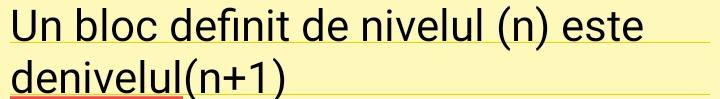 Un bloc definit de nivelul (n) este
denivelul(n+1)